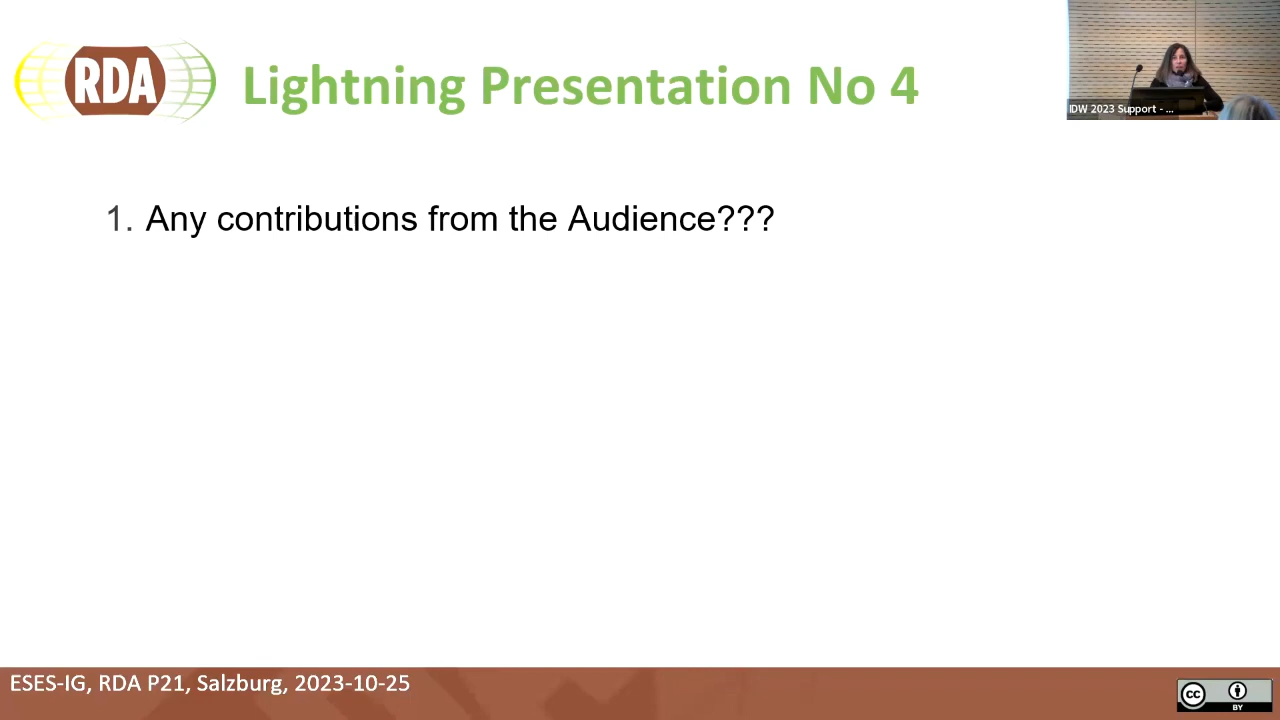 RDA
Lightning Presentation No 4
IDW 2023 Support - ...
1. Any contributions from the Audience???
ESES-IG, RDA P21, Salzburg, 2023-10-25
cc
BY